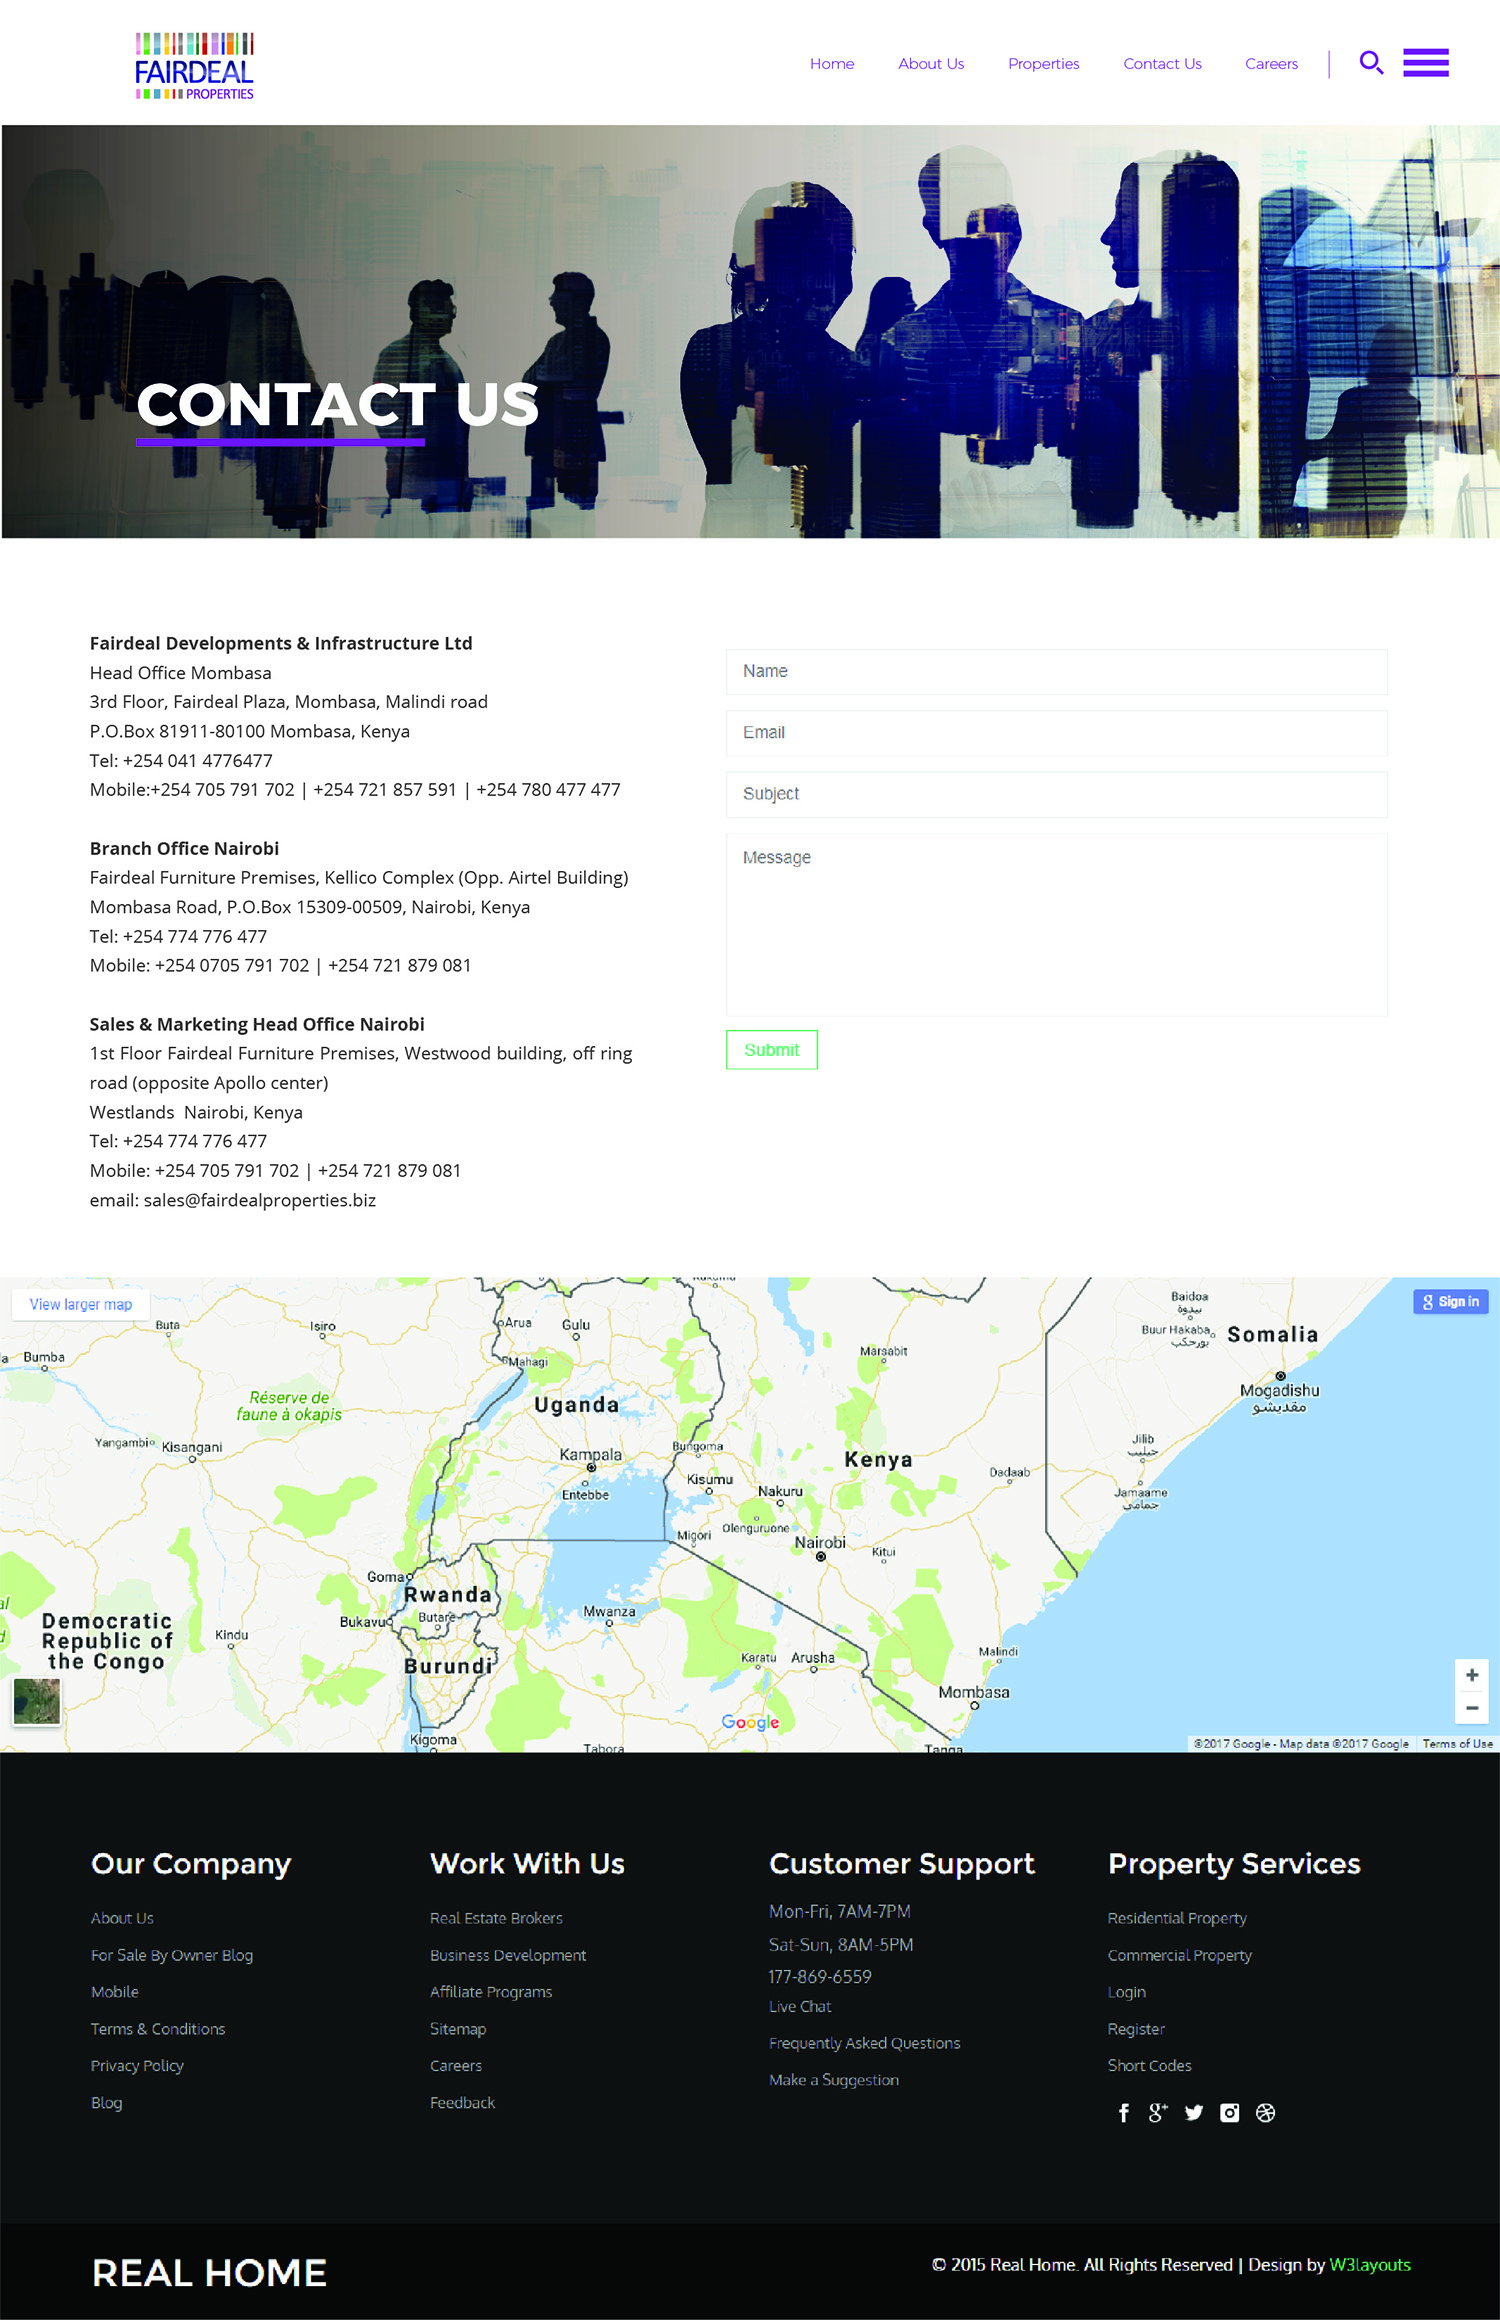 FAIRDEAL
PROPERTIES
Home
About Us
Properties
Contact Us
Careers
CONTACT US
Fairdeal Developments & Infrastructure Ltd
Head Office Mombasa
3rd Floor, Fairdeal Plaza, Mombasa, Malindi road
P.O.Box 81911-80100 Mombasa, Kenya
Tel: +254 041 4776477
Mobile:+254 705 791 702 | +254 721 857 591 | +254 780 477 477
Branch Office Nairobi
Fairdeal Furniture Premises, Kellico Complex (Opp. Airtel Building)
Mombasa Road, P.O.Box 15309-00509, Nairobi, Kenya
Tel: +254 774 776 477
Mobile: +254 0705 791 702 | +254 721 879 081
Sales & Marketing Head Office Nairobi
1st Floor Fairdeal Furniture Premises, Westwood building, off ring
road (opposite Apollo center)
Westlands  Nairobi, Kenya
Tel: +254 774 776 477
Mobile: +254 705 791 702 | +254 721 879 081
email: sales@fairdealproperties.biz
Name
Email
Subject
Message
Submit
View larger map
Sign in
Buta
Isiro
Bumba
Réserve de
faune à okapis
Yangambi
Kisangani
Arua
Gulu
Mahagi
Uganda
Kampala
Entebbe
Bungoma
Kisumu
Nakuru
Olenguruone
Migori
Nairobi
Kitui
Marsabit
Kenya
Dadaab
Baidoa
بيدوة
Buur Hakaba
بورحكب
Somalia
Mogadishu
مقديشو
Jilib
جيليب
Jamaame
جمامي
Goma
Rwanda
Butare
Bukavu
Burundi
Democratic
Republic of
the Congo
Kindu
Mwanza
Karatu
Arusha
Malindi
Mombasa
Kigoma
Tabora
Tanga
Google
©2017 Google - Map data ©2017 Google
Terms of Use
Our Company
About Us
For Sale By Owner Blog
Mobile
Terms & Conditions
Privacy Policy
Blog
Work With Us
Real Estate Brokers
Business Development
Affiliate Programs
Sitemap
Careers
Feedback
Customer Support
Mon-Fri, 7AM-7PM
Sat-Sun, 8AM-5PM
177-869-6559
Live Chat
Frequently Asked Questions
Make a Suggestion
Property Services
Residential Property
Commercial Property
Login
Register
Short Codes
REAL HOME
© 2015 Real Home. All Rights Reserved | Design by W3layouts